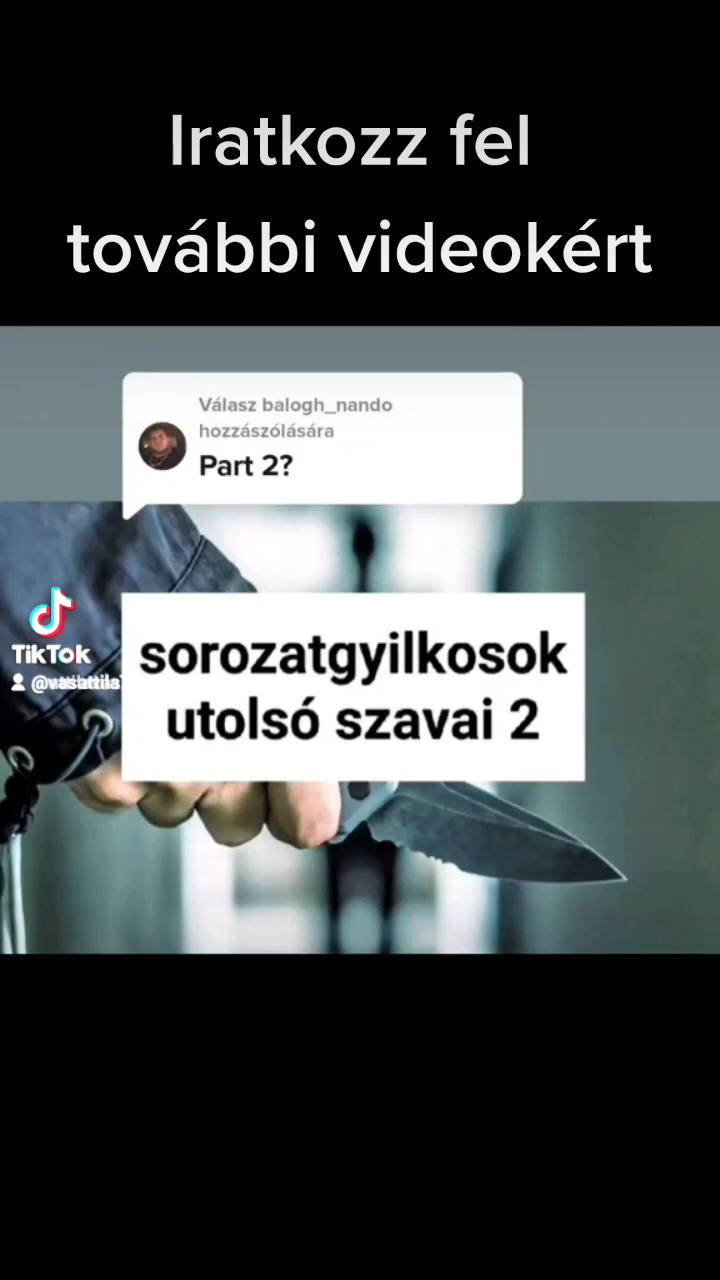 Iratkozz fel
további videokért
Válasz balogh_nando
hozzászólására
Part 2?
sorozatgyilkosok
utolsó szavai 2
TikTok